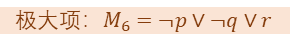 极大项：M₆ = ¬p ∨ ¬q ∨ r